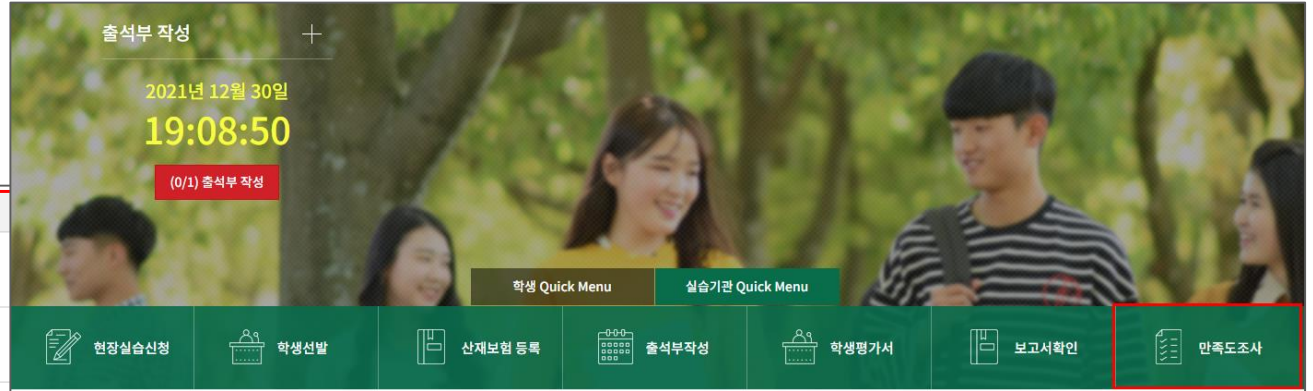 출석부 작성
2021년 12월 30일
19:08:50
(0/1) 출석부 작성
학생 Quick Menu 실습기관 Quick Menu
현장실습신청 학생선발 산재보험 등록 출석부작성 학생평가서 보고서확인 만족도조사